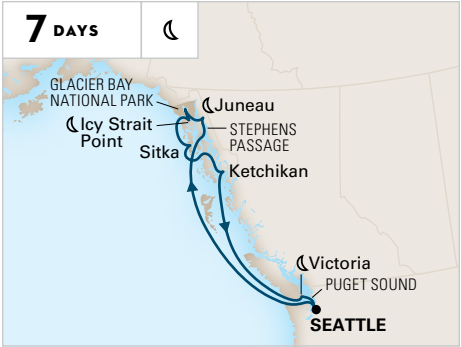 7 DAYS
GLACIER BAY
NATIONAL PARK
Juneau
Icy Strait
Point
STEPHENS
PASSAGE
Sitka
Ketchikan
Victoria
PUGET SOUND
SEATTLE